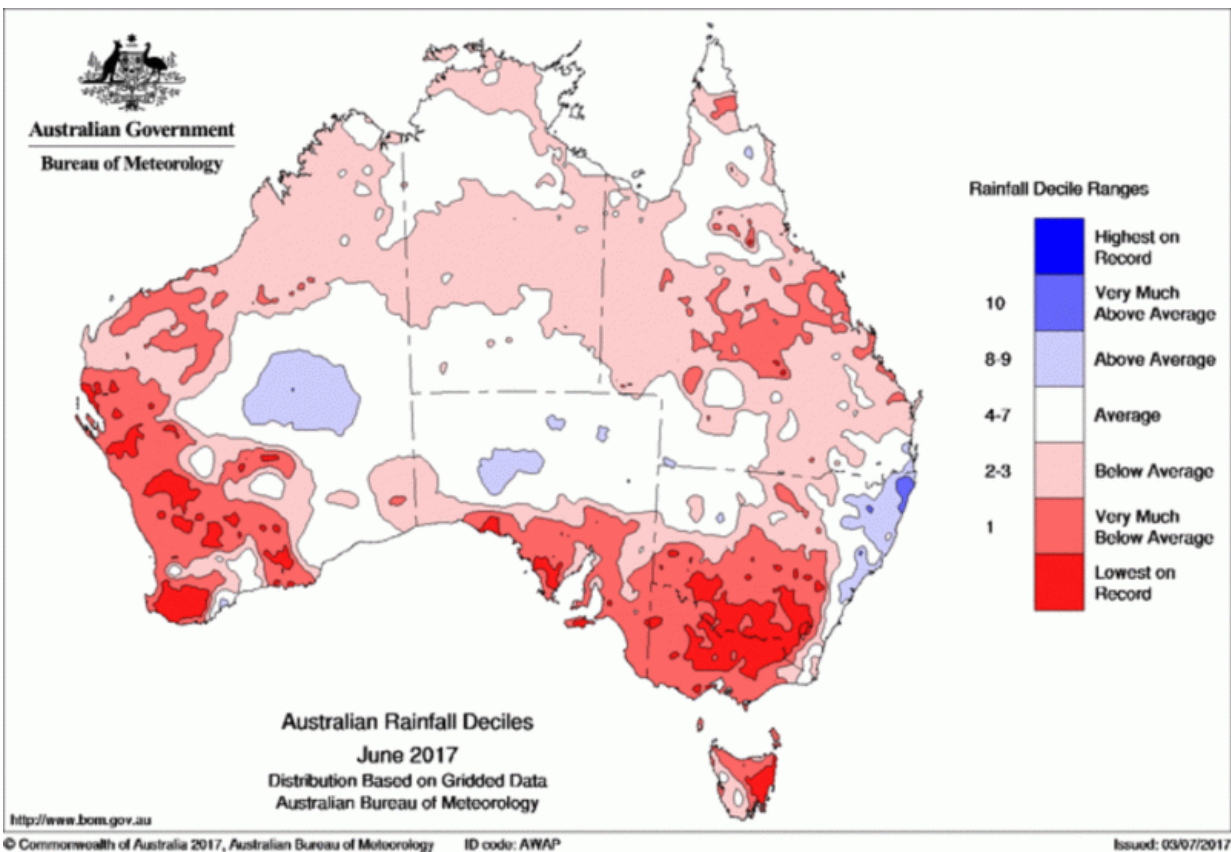 Australian Government
Bureau of Meteorology
Rainfall Decile Ranges
Highest on
Record
10
Very Much
Above Average
8-9
Above Average
4-7
Average
2-3
Below Average
1
Very Much
Below Average
Lowest on
Record
Australian Rainfall Deciles
June 2017
Distribution Based on Gridded Data
Australian Bureau of Meteorology
http://www.bom.gov.au
© Commonwealth of Australia 2017, Australian Bureau of Meteorology ID code: AWAP Issued: 03/07/2017